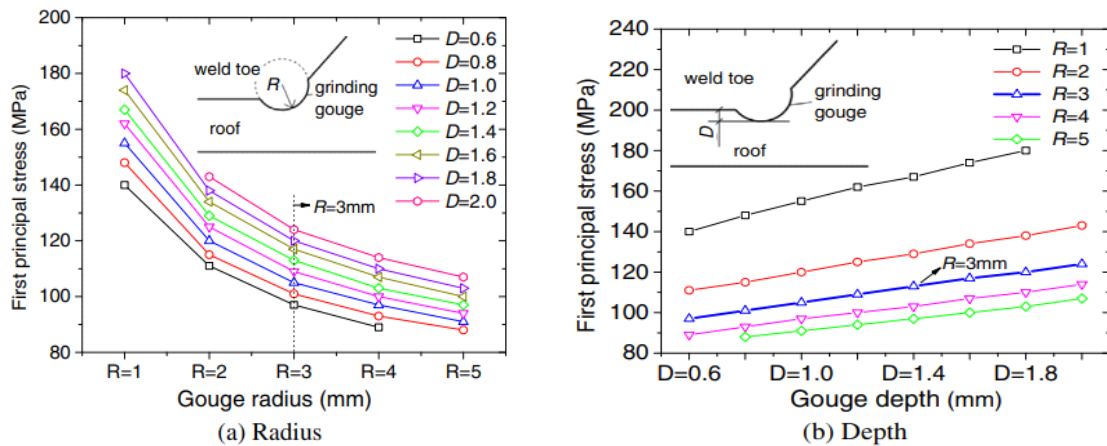 200
180
160
140
120
100
80
First principal stress (MPa)
R=1
R=2
R=3
R=4
R=5
Gouge radius (mm)
weld toe
R
grinding
gouge
roof
R=3mm
D=0.6
D=0.8
D=1.0
D=1.2
D=1.4
D=1.6
D=1.8
D=2.0
(a) Radius
240
220
200
180
160
140
120
100
80
First principal stress (MPa)
D=0.6
D=1.0
D=1.4
D=1.8
Gouge depth (mm)
weld toe
D
grinding
gouge
roof
R=3mm
R=1
R=2
R=3
R=4
R=5
(b) Depth